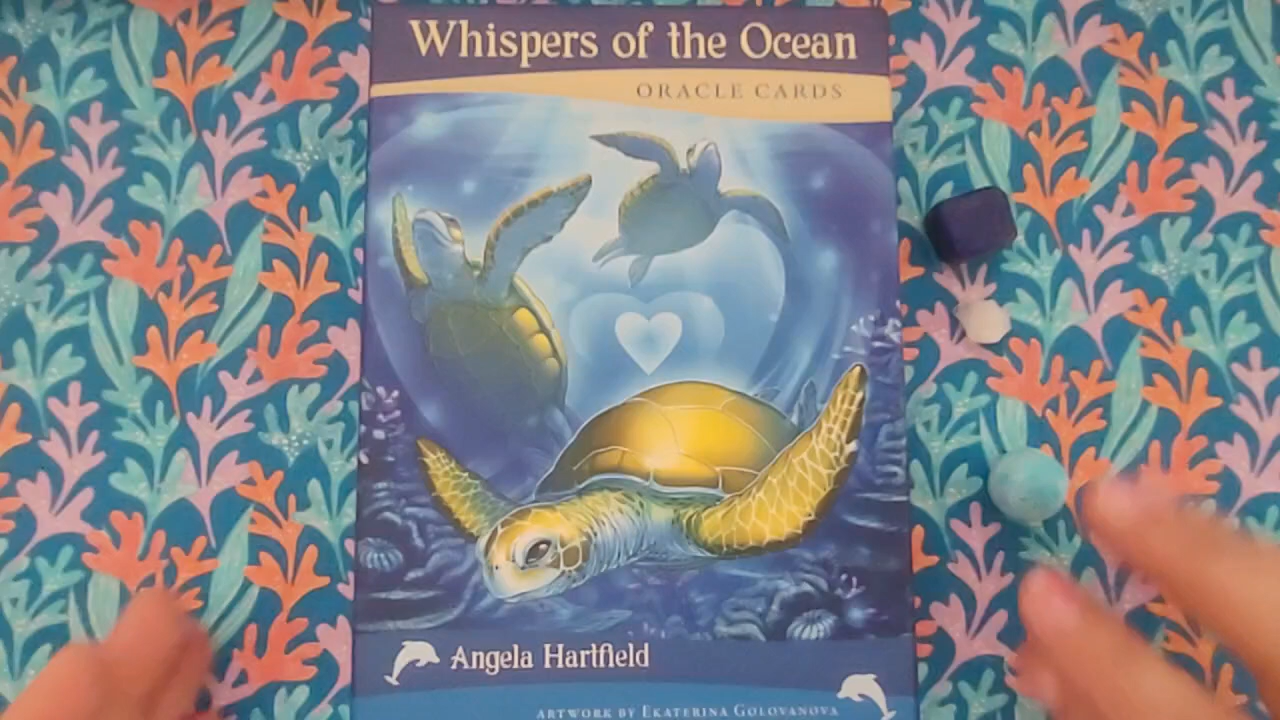 Whispers of the Ocean
ORACLE CARDS
Angela Hartfield
ARTWORK BY EKATERINA GOLOVANOVA